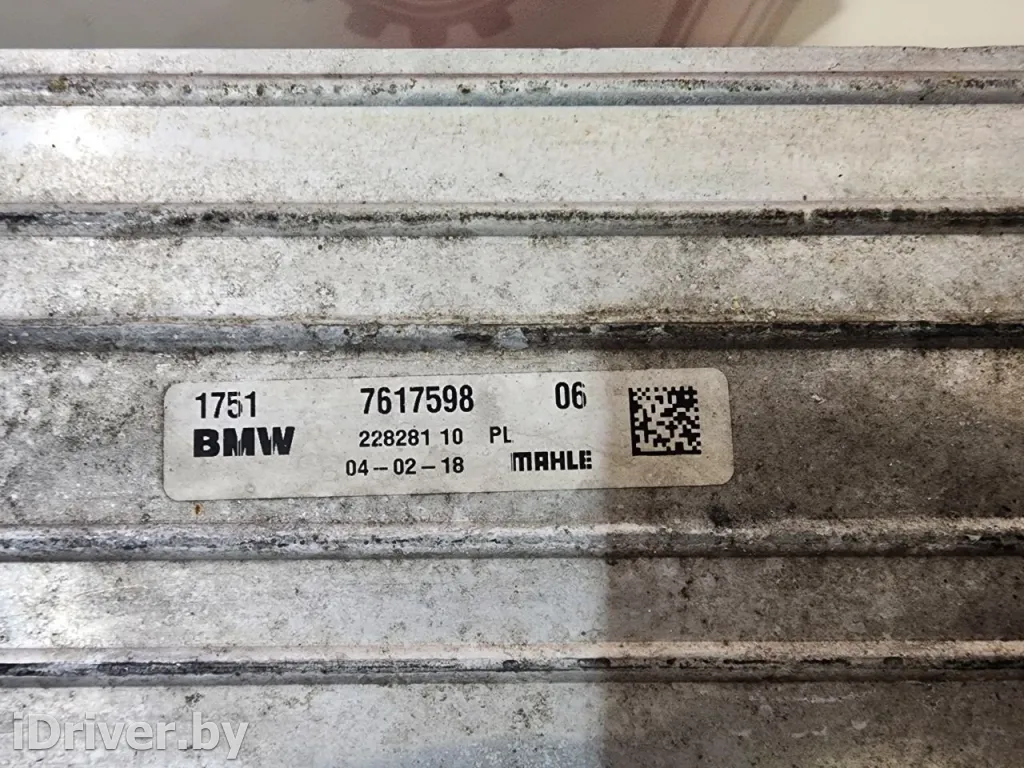 1751 7617598 06
BMW 228281 10 PL
04-02-18 MAHLE
iDriver.by